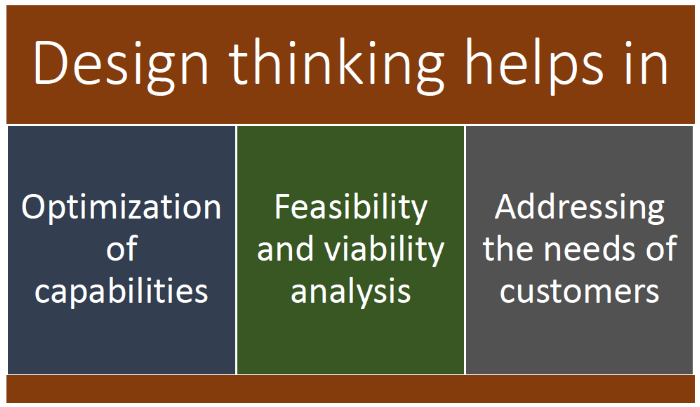 Design thinking helps in
Optimization
of
capabilities
Feasibility
and viability
analysis
Addressing
the needs of
customers